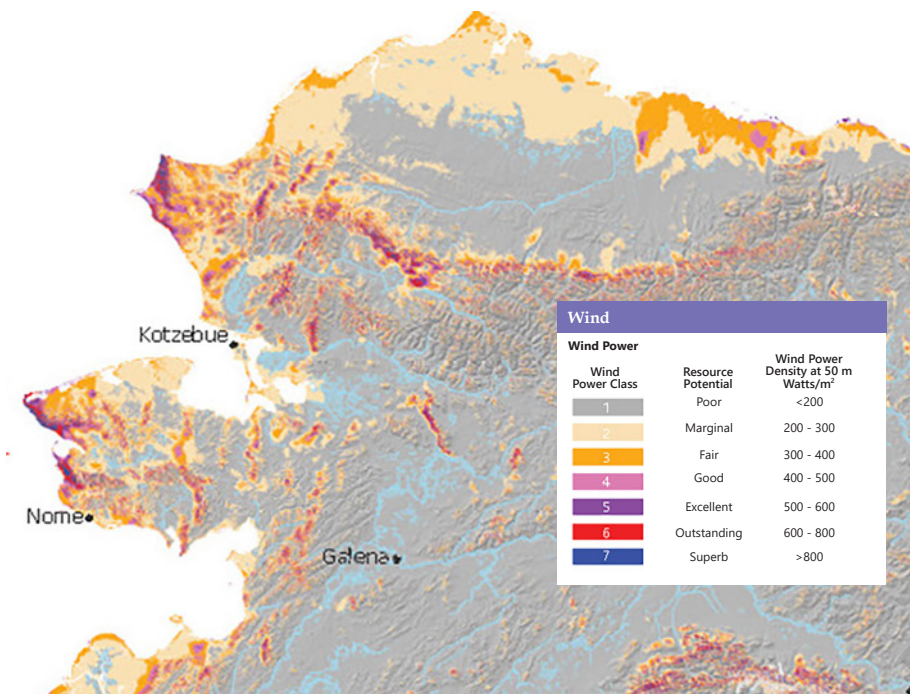 Kotzebue
Nome
Galena
Wind
Wind Power
Wind
Power Class
Resource
Potential
Wind Power
Density at 50 m
Watts/m²
1 Poor <200
2 Marginal 200 - 300
3 Fair 300 - 400
4 Good 400 - 500
5 Excellent 500 - 600
6 Outstanding 600 - 800
7 Superb >800